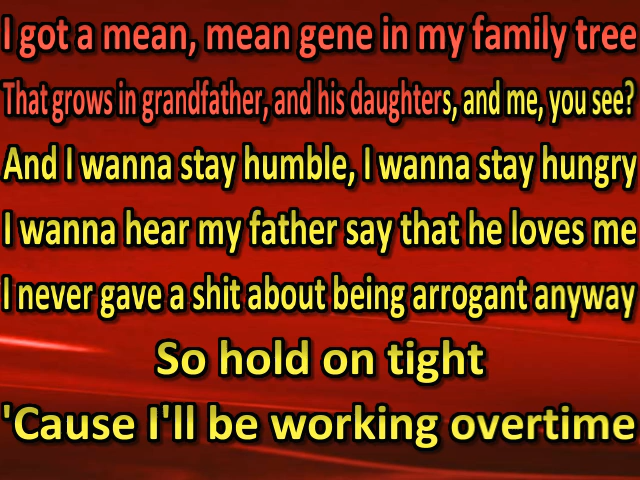 I got a mean, mean gene in my family tree
That grows in grandfather, and his daughters, and me, you see?
And I wanna stay humble, I wanna stay hungry
I wanna hear my father say that he loves me
I never gave a shit about being arrogant anyway
So hold on tight
'Cause I'll be working overtime